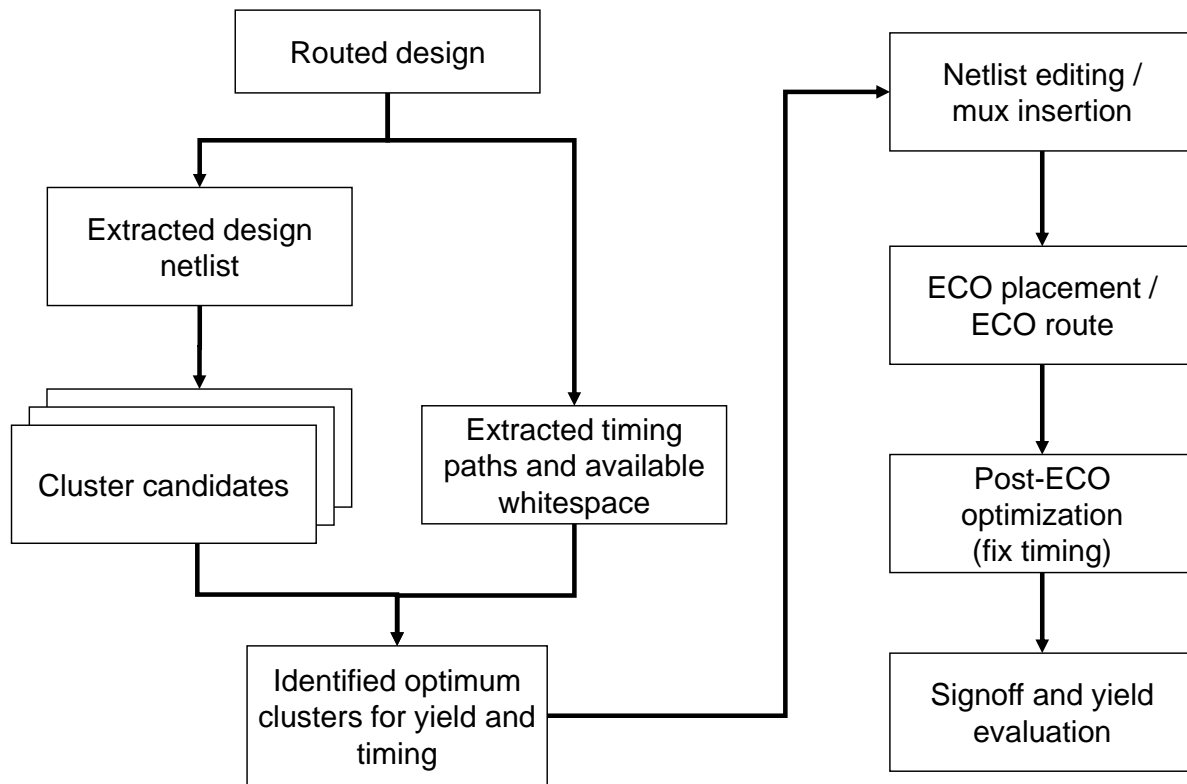 Routed design
Extracted design
netlist
Cluster candidates
Extracted timing
paths and available
whitespace
Identified optimum
clusters for yield and
timing
Netlist editing /
mux insertion
ECO placement /
ECO route
Post-ECO
optimization
(fix timing)
Signoff and yield
evaluation